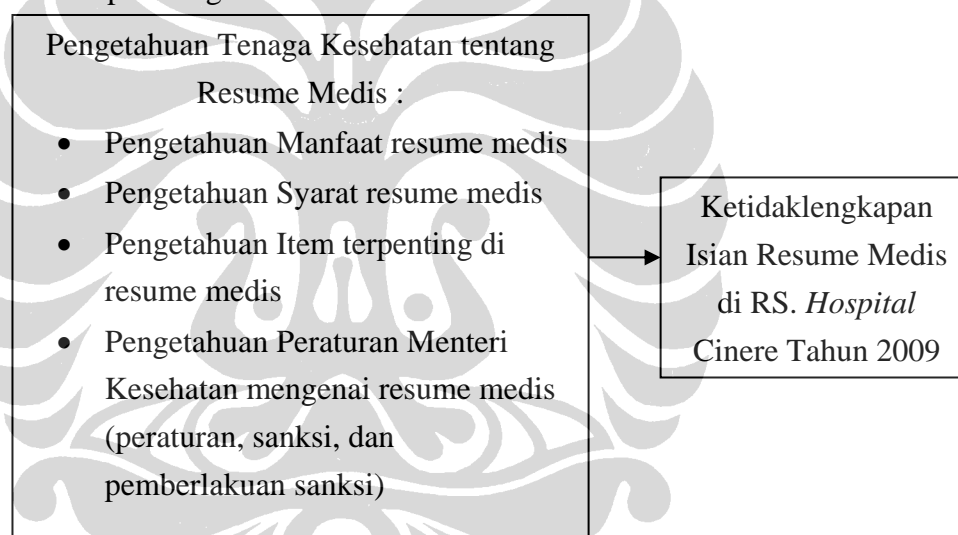 Pengetahuan Tenaga Kesehatan tentang
Resume Medis :
• Pengetahuan Manfaat resume medis
• Pengetahuan Syarat resume medis
• Pengetahuan Item terpenting di
resume medis
• Pengetahuan Peraturan Menteri
Kesehatan mengenai resume medis
(peraturan, sanksi, dan
pemberlakuan sanksi)
Ketidaklengkapan
Isian Resume Medis
di RS. Hospital
Cinere Tahun 2009